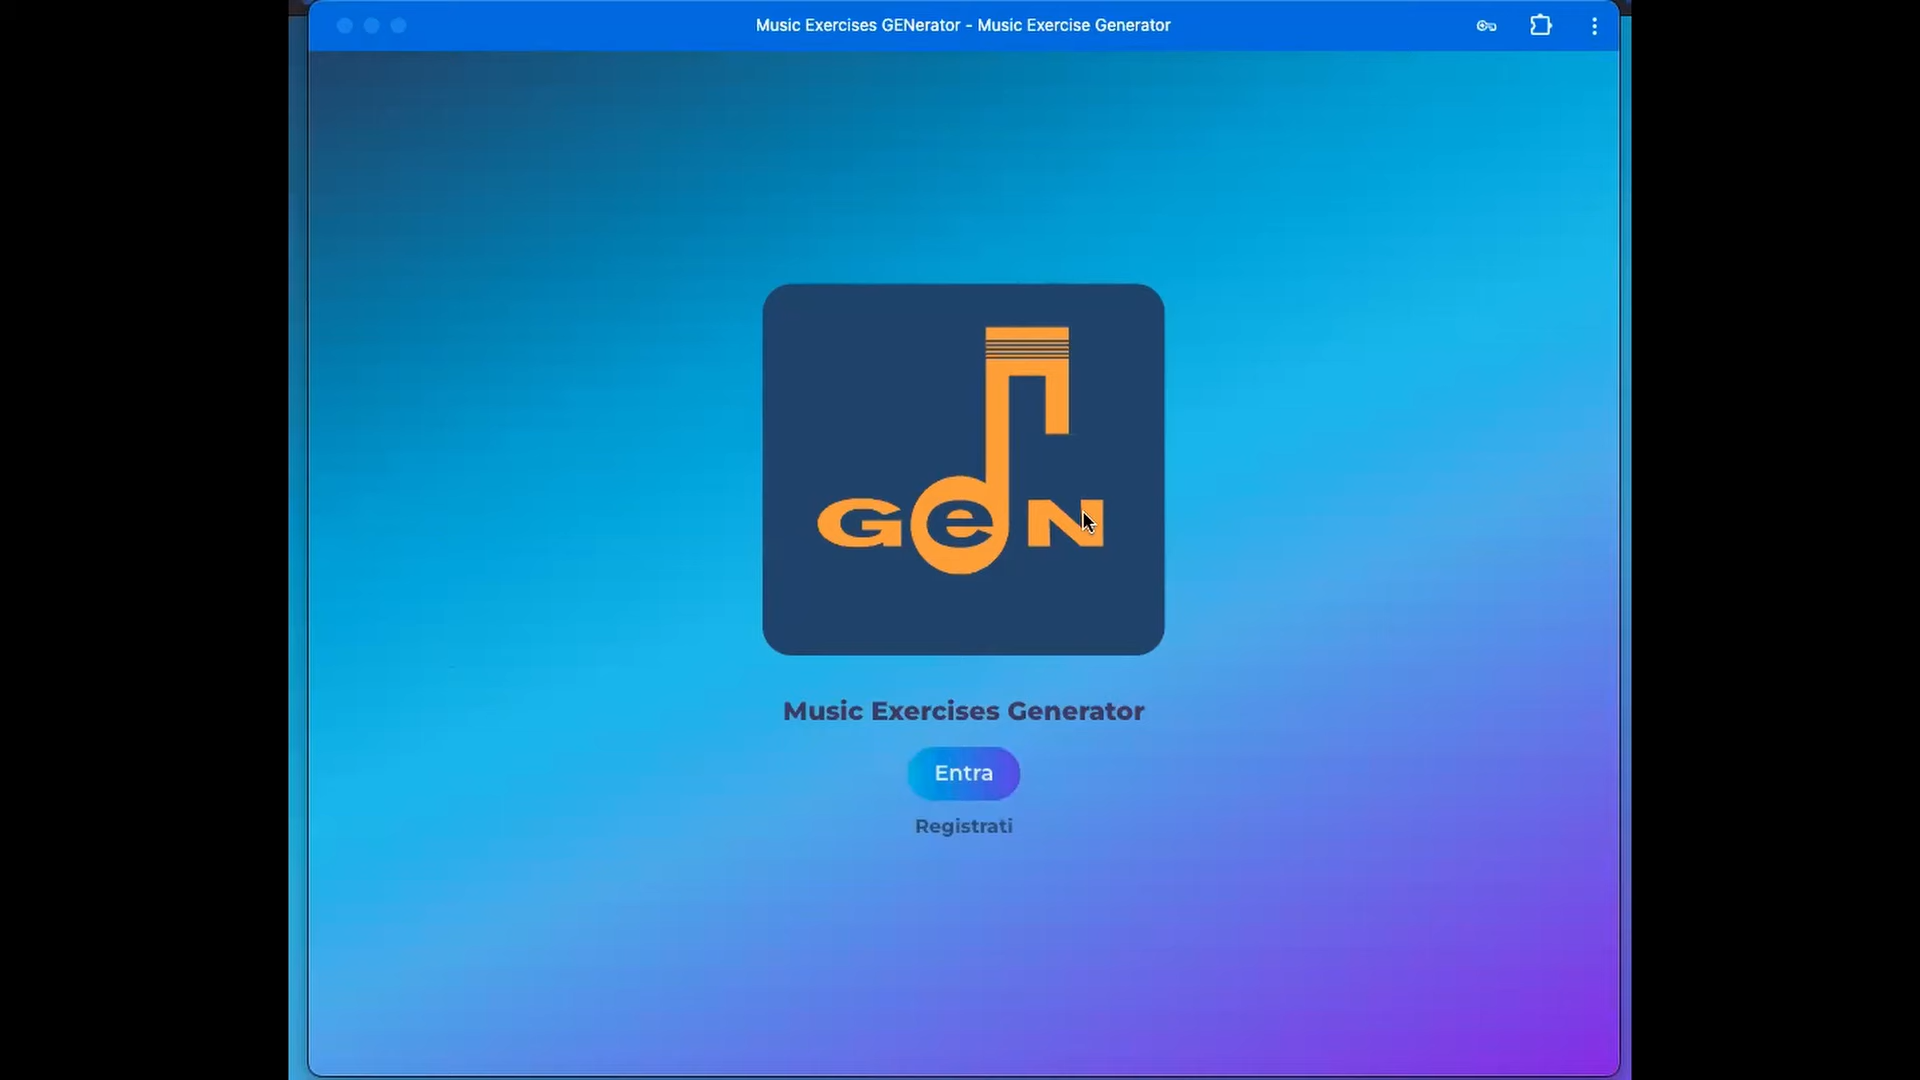 Music Exercises GENerator - Music Exercise Generator
GeN
Music Exercises Generator
Entra
Registrati